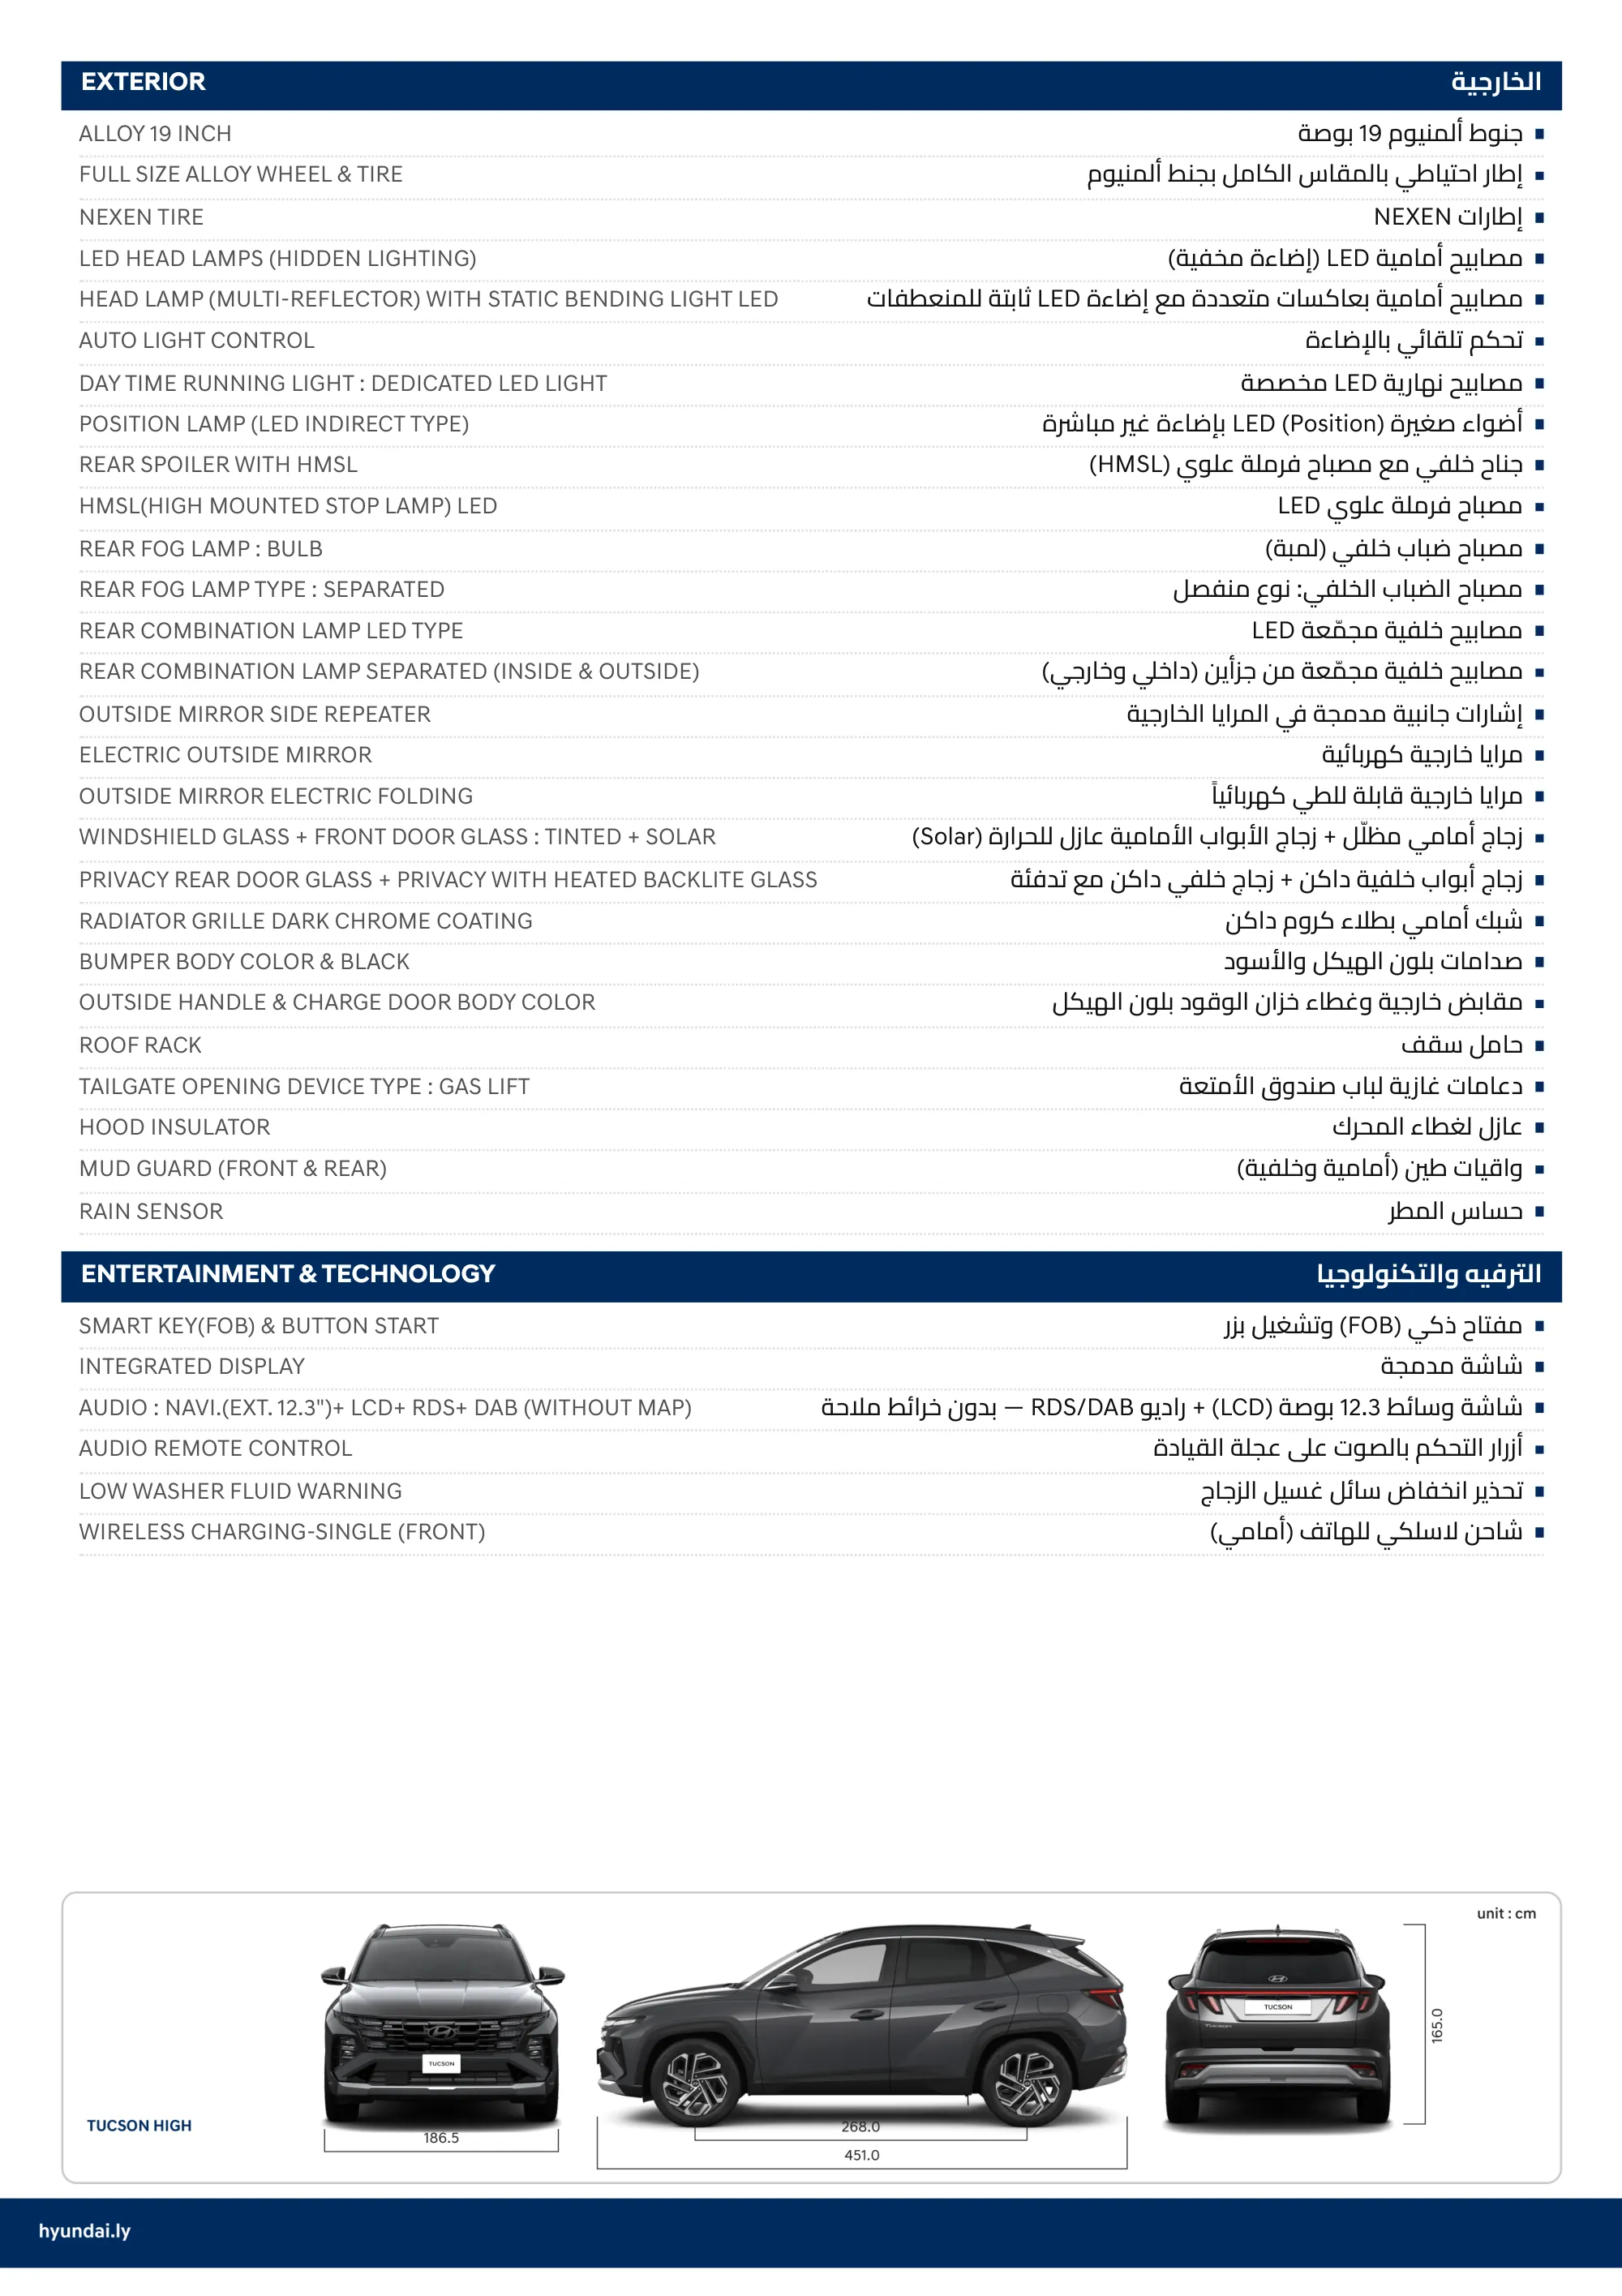 EXTERIOR الخارجية
ALLOY 19 INCH جنوط ألمنيوم 19 بوصة
FULL SIZE ALLOY WHEEL & TIRE إطار احتياطي بالمقاس الكامل بجنط ألمنيوم
NEXEN TIRE إطارات NEXEN
LED HEAD LAMPS (HIDDEN LIGHTING) مصابيح أمامية LED (إضاءة مخفية)
HEAD LAMP (MULTI-REFLECTOR) WITH STATIC BENDING LIGHT LED مصابيح أمامية بعاكسات متعددة مع إضاءة LED ثابتة للمنعطفات
AUTO LIGHT CONTROL تحكم تلقائي بالإضاءة
DAY TIME RUNNING LIGHT : DEDICATED LED LIGHT مصابيح نهارية LED مخصصة
POSITION LAMP (LED INDIRECT TYPE) أضواء صغيرة (Position) LED بإضاءة غير مباشرة
REAR SPOILER WITH HMSL جناح خلفي مع مصباح فرملة علوي (HMSL)
HMSL(HIGH MOUNTED STOP LAMP) LED مصباح فرملة علوي LED
REAR FOG LAMP : BULB مصباح ضباب خلفي (لمبة)
REAR FOG LAMP TYPE : SEPARATED مصباح الضباب الخلفي: نوع منفصل
REAR COMBINATION LAMP LED TYPE مصابيح خلفية مجمّعة LED
REAR COMBINATION LAMP SEPARATED (INSIDE & OUTSIDE) مصابيح خلفية مجمّعة من جزأين (داخلي وخارجي)
OUTSIDE MIRROR SIDE REPEATER إشارات جانبية مدمجة في المرايا الخارجية
ELECTRIC OUTSIDE MIRROR مرايا خارجية كهربائية
OUTSIDE MIRROR ELECTRIC FOLDING مرايا خارجية قابلة للطي كهربائياً
WINDSHIELD GLASS + FRONT DOOR GLASS : TINTED + SOLAR زجاج أمامي مظلّل + زجاج الأبواب الأمامية عازل للحرارة (Solar)
PRIVACY REAR DOOR GLASS + PRIVACY WITH HEATED BACKLITE GLASS زجاج أبواب خلفية داكن + زجاج خلفي داكن مع تدفئة
RADIATOR GRILLE DARK CHROME COATING شبك أمامي بطلاء كروم داكن
BUMPER BODY COLOR & BLACK صدامات بلون الهيكل والأسود
OUTSIDE HANDLE & CHARGE DOOR BODY COLOR مقابض خارجية وغطاء خزان الوقود بلون الهيكل
ROOF RACK حامل سقف
TAILGATE OPENING DEVICE TYPE : GAS LIFT دعامات غازية لباب صندوق الأمتعة
HOOD INSULATOR عازل لغطاء المحرك
MUD GUARD (FRONT & REAR) واقيات طين (أمامية وخلفية)
RAIN SENSOR حساس المطر
ENTERTAINMENT & TECHNOLOGY الترفيه والتكنولوجيا
SMART KEY(FOB) & BUTTON START مفتاح ذكي (FOB) وتشغيل بزر
INTEGRATED DISPLAY شاشة مدمجة
AUDIO : NAVI.(EXT. 12.3")+ LCD+ RDS+ DAB (WITHOUT MAP) شاشة وسائط 12.3 بوصة (LCD) + راديو RDS/DAB — بدون خرائط ملاحة
AUDIO REMOTE CONTROL أزرار التحكم بالصوت على عجلة القيادة
LOW WASHER FLUID WARNING تحذير انخفاض سائل غسيل الزجاج
WIRELESS CHARGING-SINGLE (FRONT) شاحن لاسلكي للهاتف (أمامي)
unit : cm
TUCSON
TUCSON
165.0
TUCSON HIGH
186.5
268.0
451.0
hyundai.ly